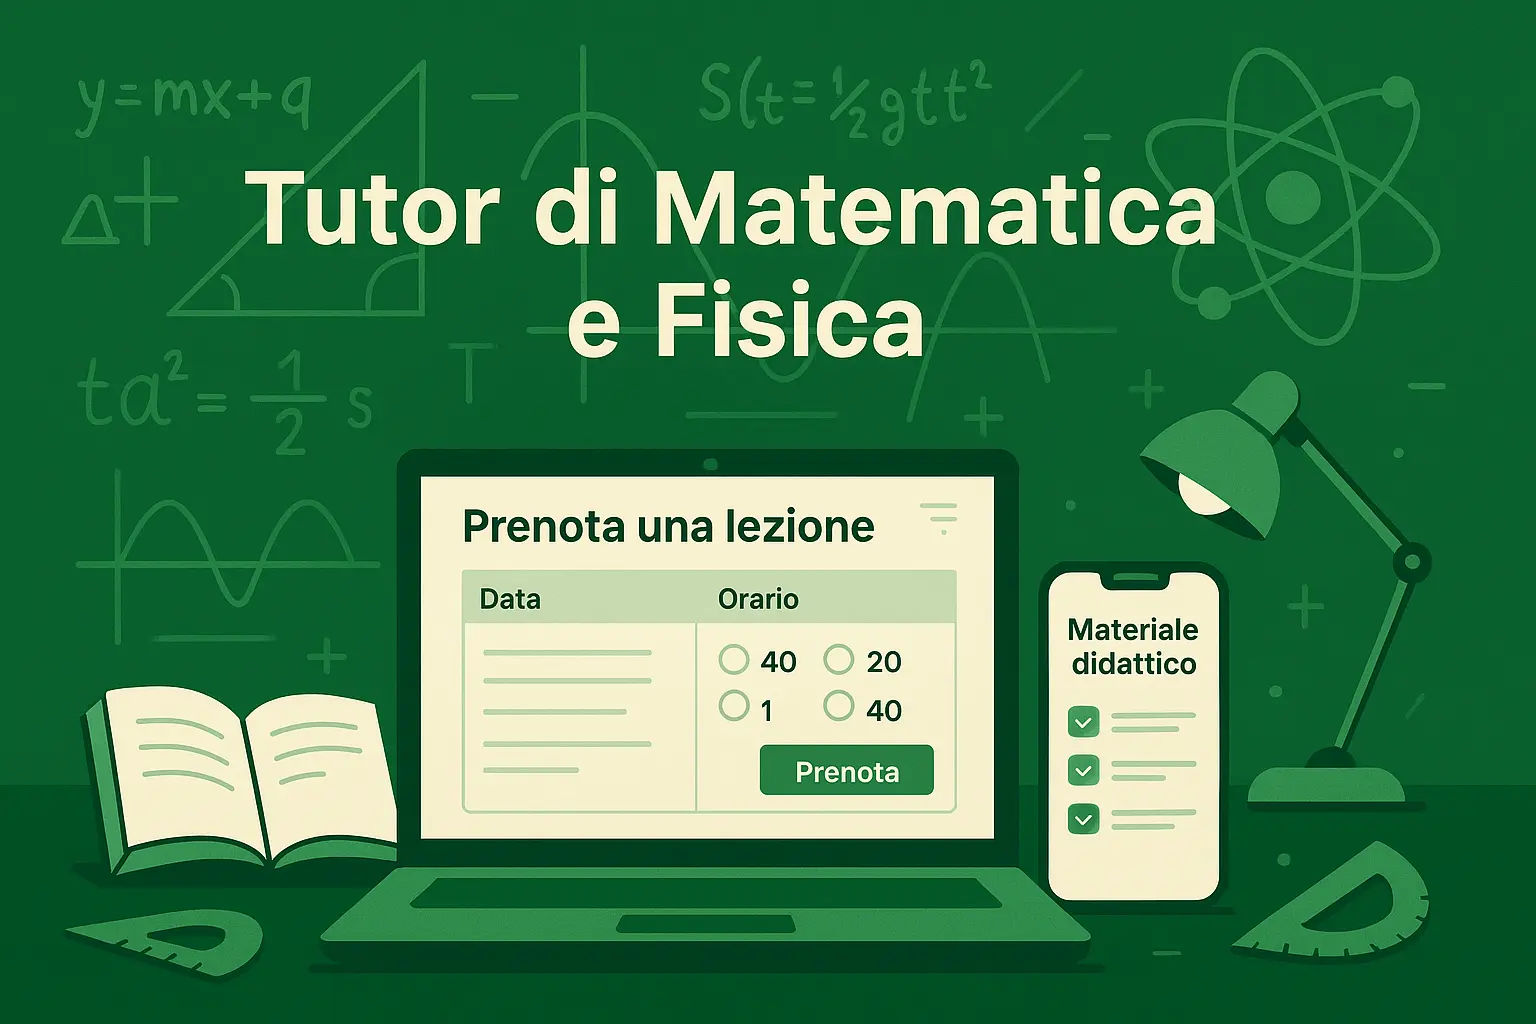 y=mx+q
S(t=½gtt²
Tutor di Matematica
e Fisica
ta² = 1/2 s
T
Prenota una lezione
Data
Orario
40
20
1
40
Prenota
Materiale
didattico